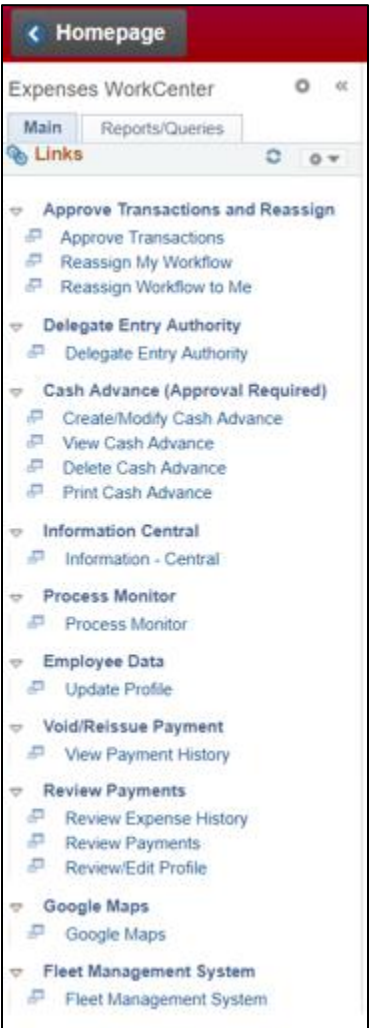 Homepage
Expenses WorkCenter
Main Reports/Queries
Links
Approve Transactions and Reassign
Approve Transactions
Reassign My Workflow
Reassign Workflow to Me
Delegate Entry Authority
Delegate Entry Authority
Cash Advance (Approval Required)
Create/Modify Cash Advance
View Cash Advance
Delete Cash Advance
Print Cash Advance
Information Central
Information - Central
Process Monitor
Process Monitor
Employee Data
Update Profile
Void/Reissue Payment
View Payment History
Review Payments
Review Expense History
Review Payments
Review/Edit Profile
Google Maps
Google Maps
Fleet Management System
Fleet Management System